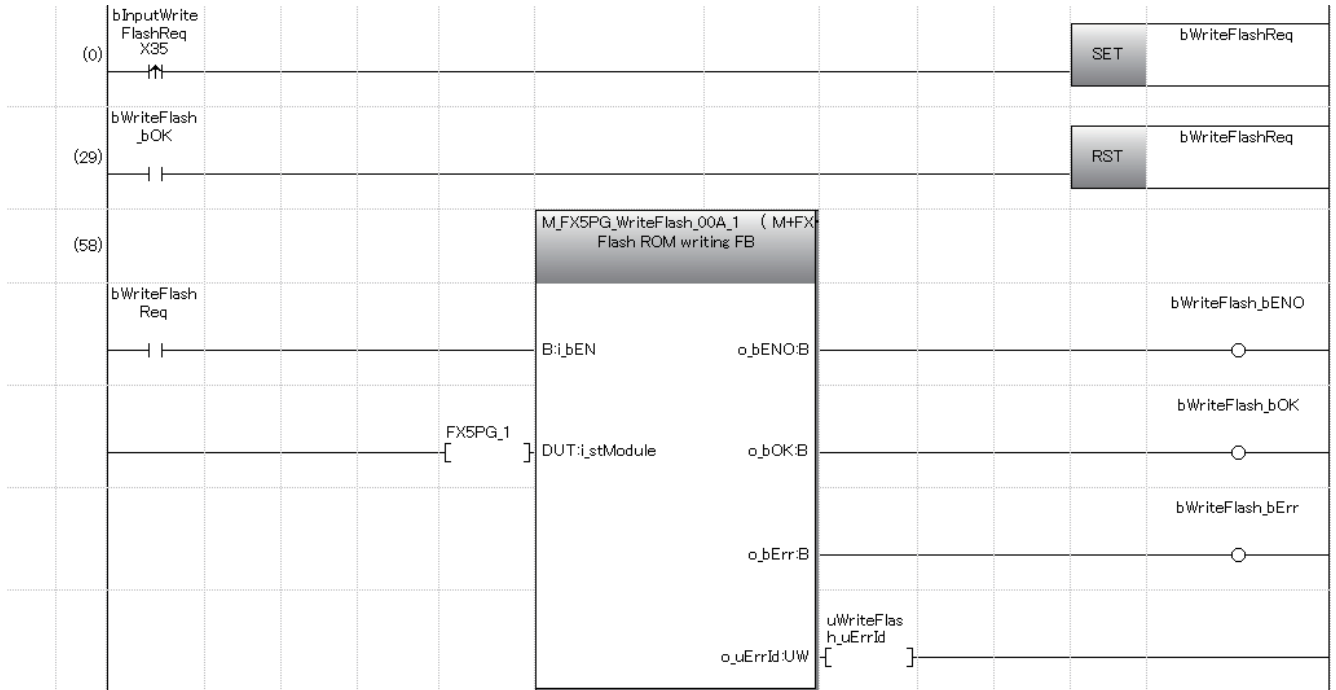 bInputWrite
FlashReq
X35
(0)
SET
bWriteFlashReq
bWriteFlash
_bOK
(29)
RST
bWriteFlashReq
M_FX5PG_WriteFlash_00A_1 ( M+FX
Flash ROM writing FB
(58)
bWriteFlash
Req
B:i_bEN
o_bENO:B
bWriteFlash_bENO
FX5PG_1
DUT:i_stModule
o_bOK:B
bWriteFlash_bOK
o_bErr:B
bWriteFlash_bErr
o_uErrId:UW
uWriteFlas
h_uErrId